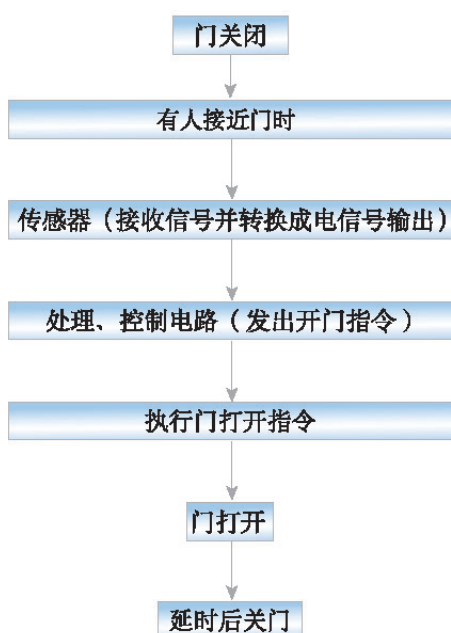 门关闭
有人接近门时
传感器（接收信号并转换成电信号输出）
处理、控制电路（发出开门指令）
执行门打开指令
门打开
延时后关门